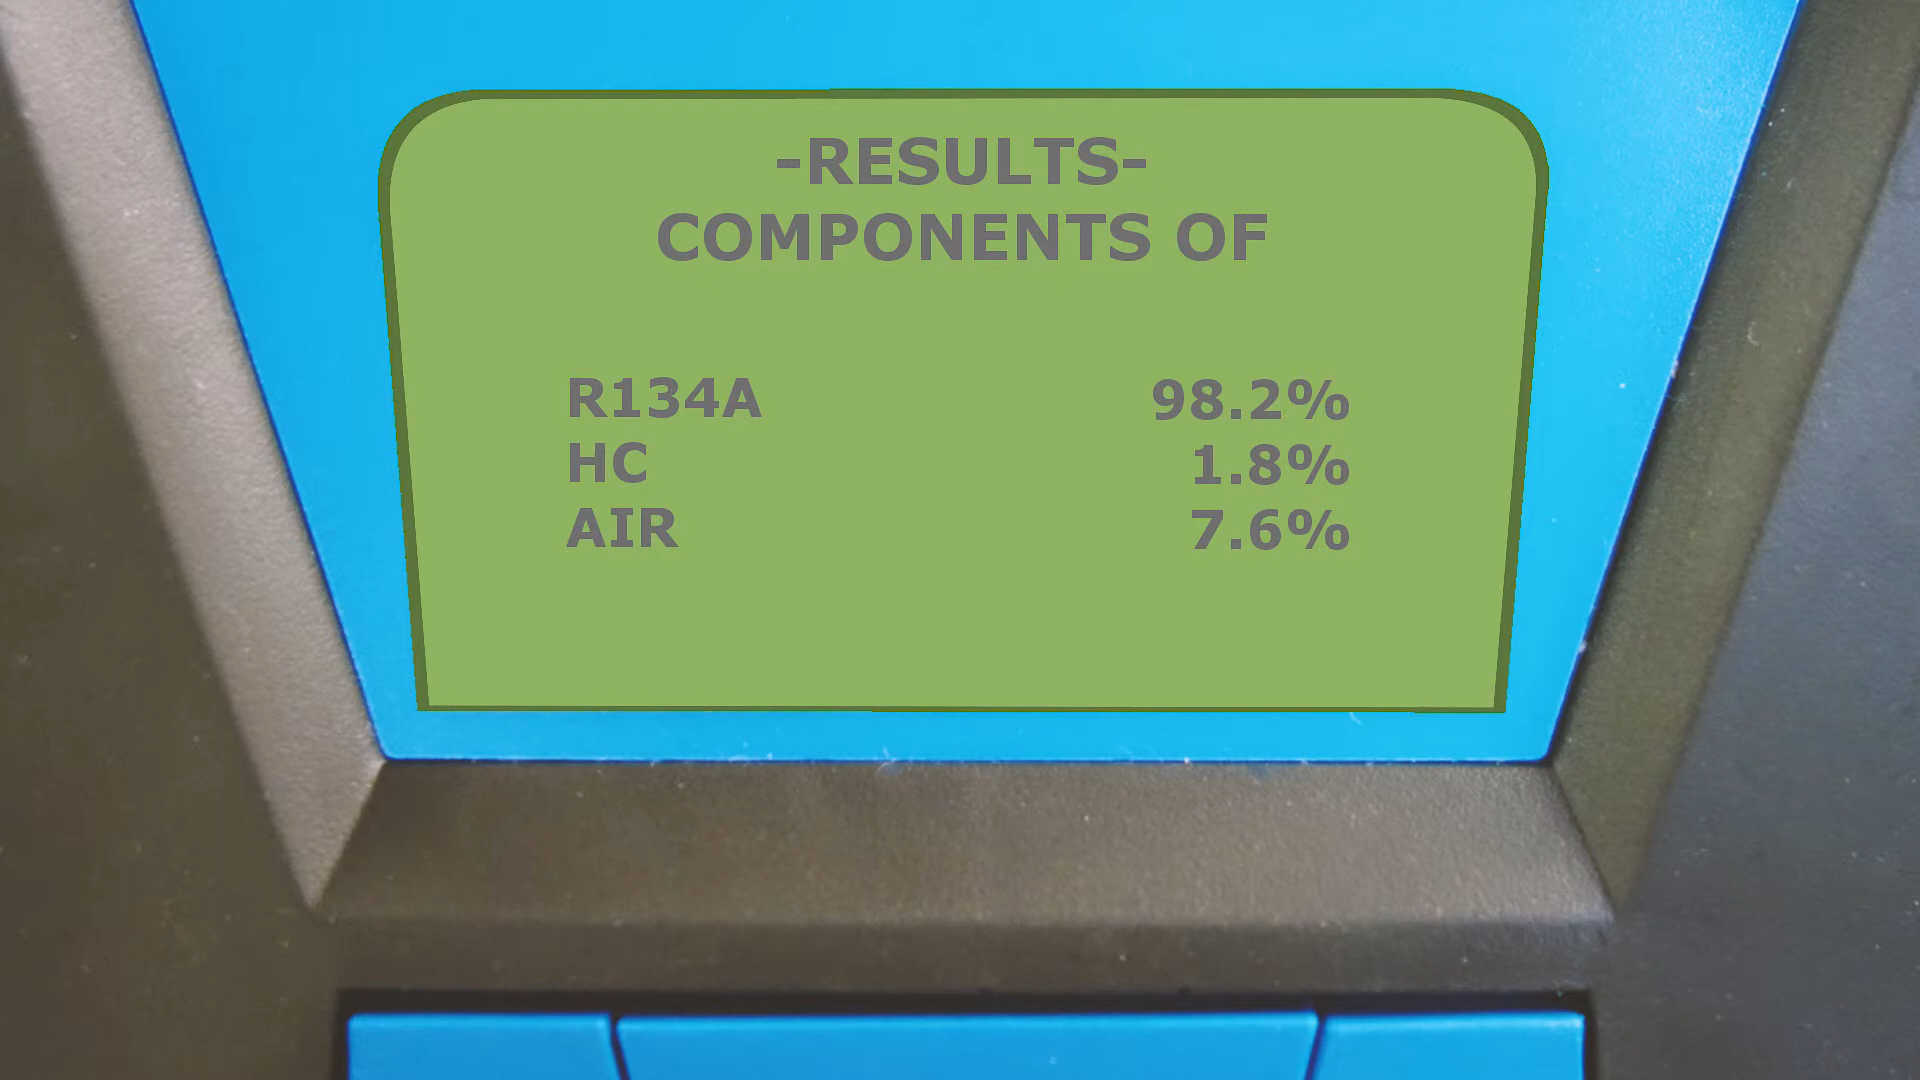 -RESULTS-
COMPONENTS OF
R134A 98.2%
HC 1.8%
AIR 7.6%